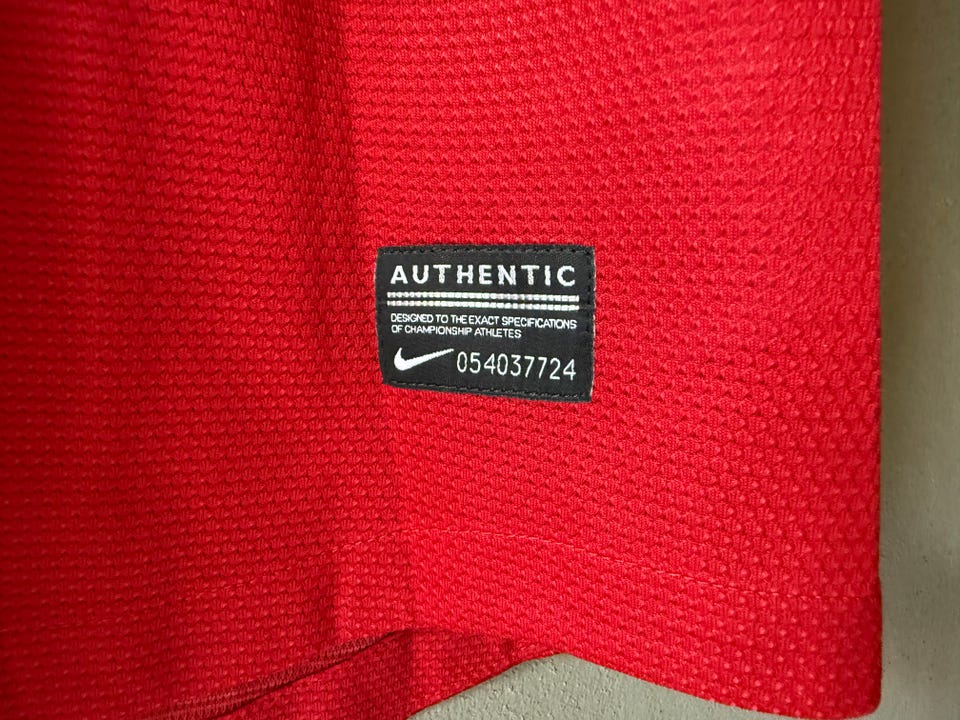 AUTHENTIC
DESIGNED TO THE EXACT SPECIFICATIONS
OF CHAMPIONSHIP ATHLETES
054037724